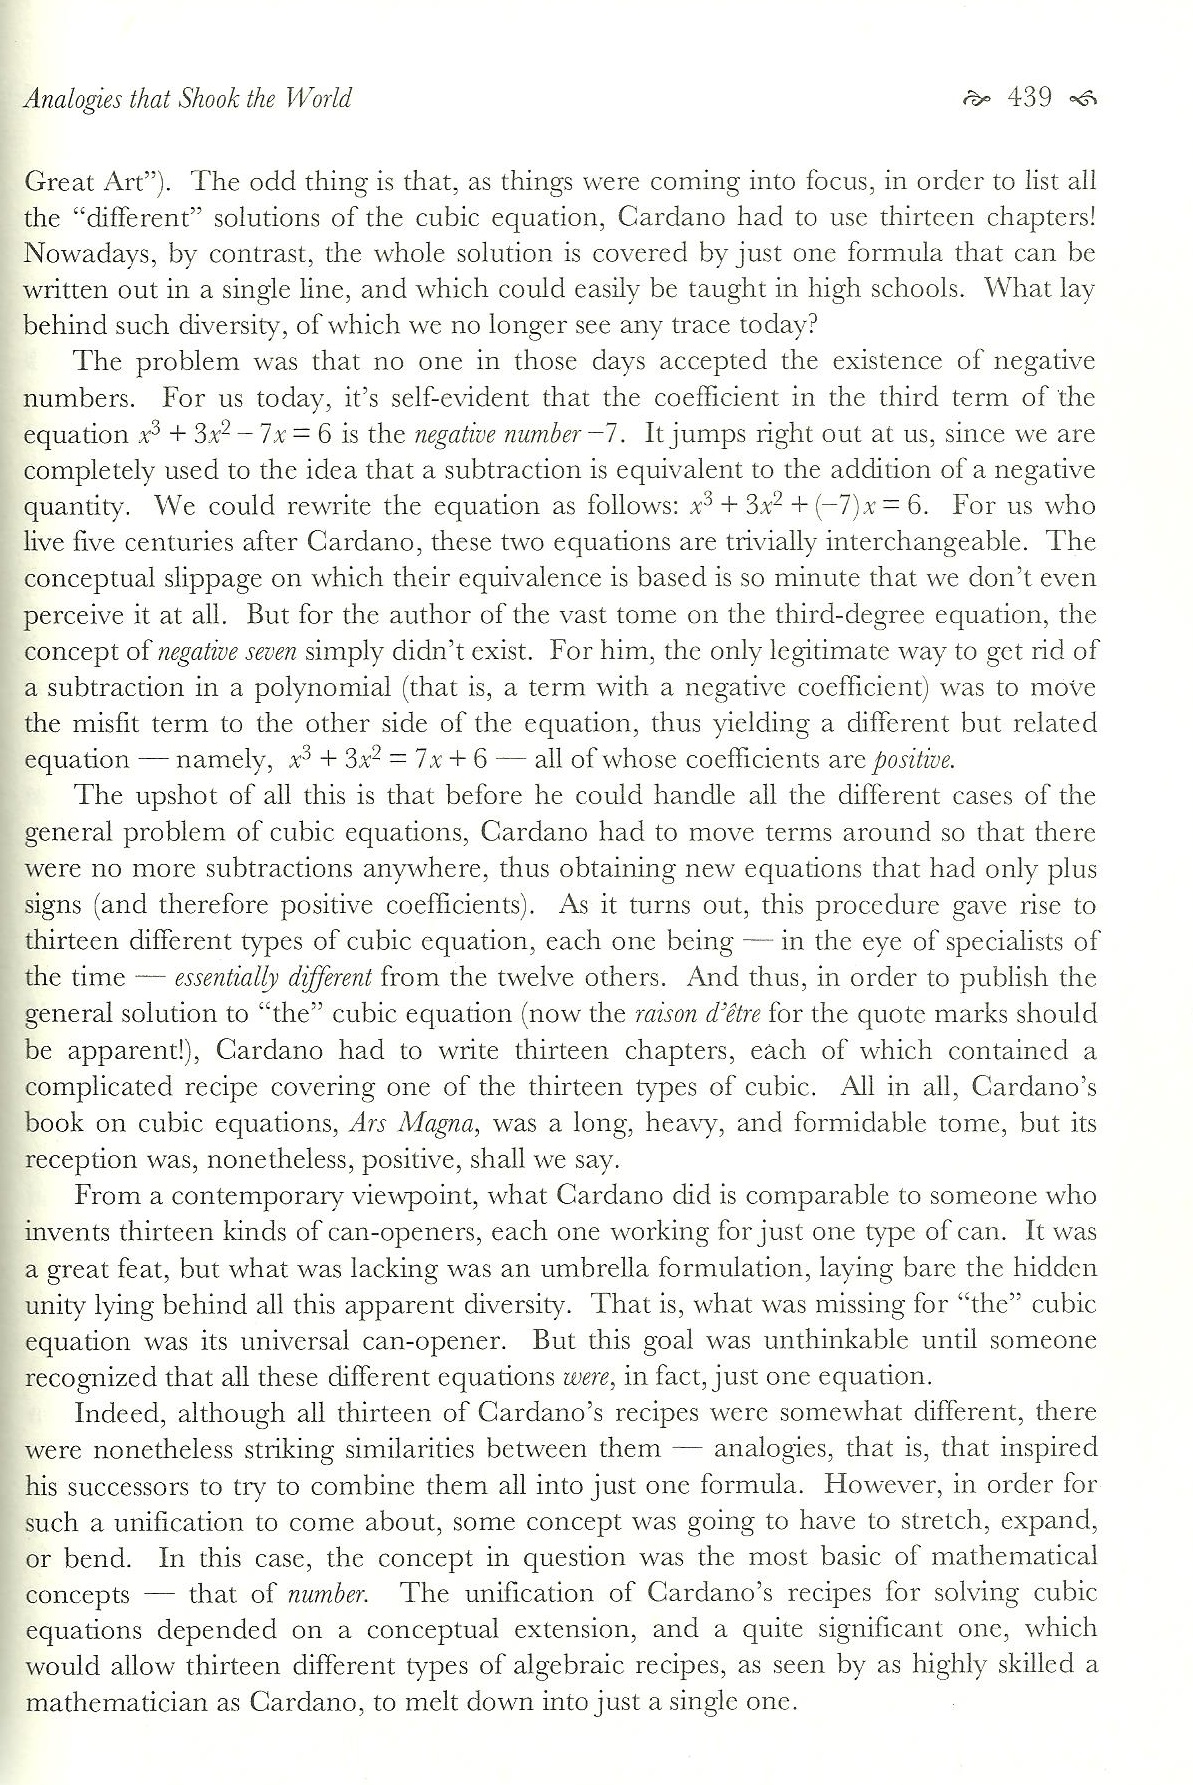 Analogies that Shook the World 439
Great Art”). The odd thing is that, as things were coming into focus, in order to list all
the “different” solutions of the cubic equation, Cardano had to use thirteen chapters!
Nowadays, by contrast, the whole solution is covered by just one formula that can be
written out in a single line, and which could easily be taught in high schools. What lay
behind such diversity, of which we no longer see any trace today?
The problem was that no one in those days accepted the existence of negative
numbers. For us today, it’s self-evident that the coefficient in the third term of the
equation x³ + 3x² – 7x = 6 is the negative number –7. It jumps right out at us, since we are
completely used to the idea that a subtraction is equivalent to the addition of a negative
quantity. We could rewrite the equation as follows: x³ + 3x² + (–7)x = 6. For us who
live five centuries after Cardano, these two equations are trivially interchangeable. The
conceptual slippage on which their equivalence is based is so minute that we don’t even
perceive it at all. But for the author of the vast tome on the third-degree equation, the
concept of negative seven simply didn’t exist. For him, the only legitimate way to get rid of
a subtraction in a polynomial (that is, a term with a negative coefficient) was to move
the misfit term to the other side of the equation, thus yielding a different but related
equation — namely, x³ + 3x² = 7x + 6 — all of whose coefficients are positive.
The upshot of all this is that before he could handle all the different cases of the
general problem of cubic equations, Cardano had to move terms around so that there
were no more subtractions anywhere, thus obtaining new equations that had only plus
signs (and therefore positive coefficients). As it turns out, this procedure gave rise to
thirteen different types of cubic equation, each one being — in the eye of specialists of
the time — essentially different from the twelve others. And thus, in order to publish the
general solution to “the” cubic equation (now the raison d’être for the quote marks should
be apparent!), Cardano had to write thirteen chapters, each of which contained a
complicated recipe covering one of the thirteen types of cubic. All in all, Cardano’s
book on cubic equations, Ars Magna, was a long, heavy, and formidable tome, but its
reception was, nonetheless, positive, shall we say.
From a contemporary viewpoint, what Cardano did is comparable to someone who
invents thirteen kinds of can-openers, each one working for just one type of can. It was
a great feat, but what was lacking was an umbrella formulation, laying bare the hidden
unity lying behind all this apparent diversity. That is, what was missing for “the” cubic
equation was its universal can-opener. But this goal was unthinkable until someone
recognized that all these different equations were, in fact, just one equation.
Indeed, although all thirteen of Cardano’s recipes were somewhat different, there
were nonetheless striking similarities between them — analogies, that is, that inspired
his successors to try to combine them all into just one formula. However, in order for
such a unification to come about, some concept was going to have to stretch, expand,
or bend. In this case, the concept in question was the most basic of mathematical
concepts — that of number. The unification of Cardano’s recipes for solving cubic
equations depended on a conceptual extension, and a quite significant one, which
would allow thirteen different types of algebraic recipes, as seen by as highly skilled a
mathematician as Cardano, to melt down into just a single one.